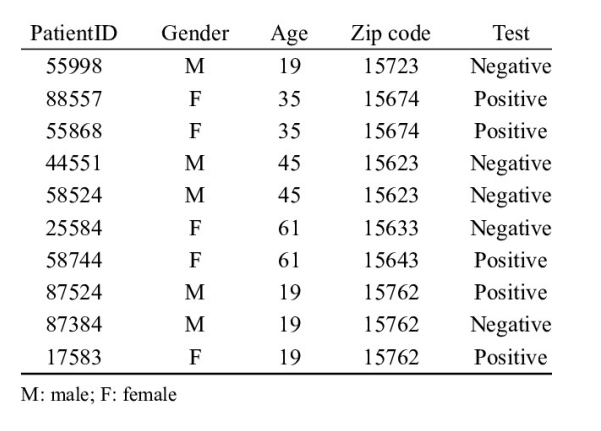 PatientID Gender Age Zip code Test
55998 M 19 15723 Negative
88557 F 35 15674 Positive
55868 F 35 15674 Positive
44551 M 45 15623 Negative
58524 M 45 15623 Negative
25584 F 61 15633 Negative
58744 F 61 15643 Positive
87524 M 19 15762 Positive
87384 M 19 15762 Negative
17583 F 19 15762 Positive
M: male; F: female